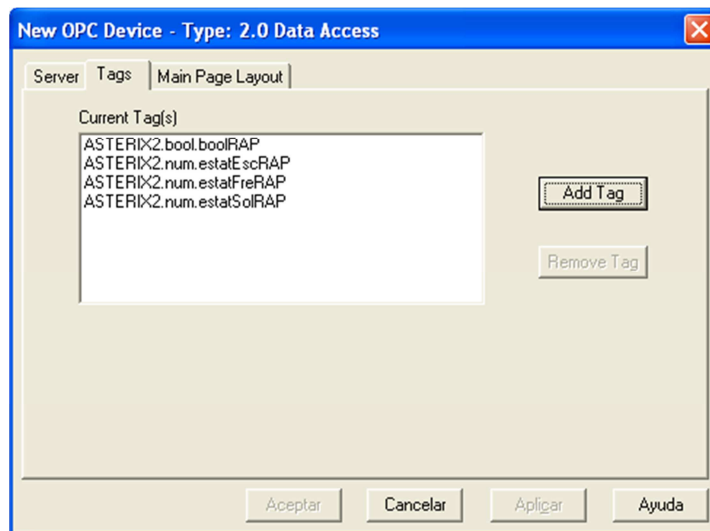 New OPC Device - Type: 2.0 Data Access
Server Tags Main Page Layout
Current Tag(s)
ASTERIX2.bool.boolRAP
ASTERIX2.num.estatEscRAP
ASTERIX2.num.estatFreRAP
ASTERIX2.num.estatSolRAP
Add Tag
Remove Tag
Aceptar Cancelar Aplicar Ayuda